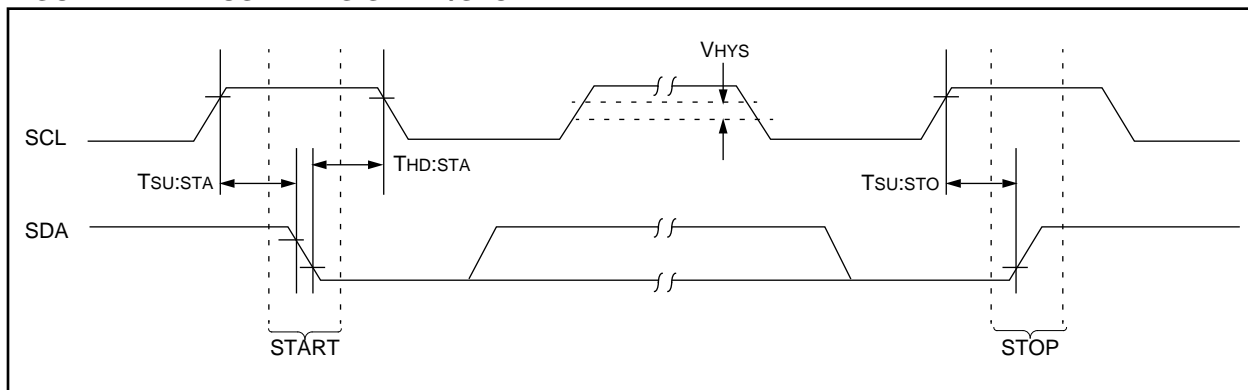 VHYS
SCL
THD:STA
TSU:STA
TSU:STO
SDA
START
STOP